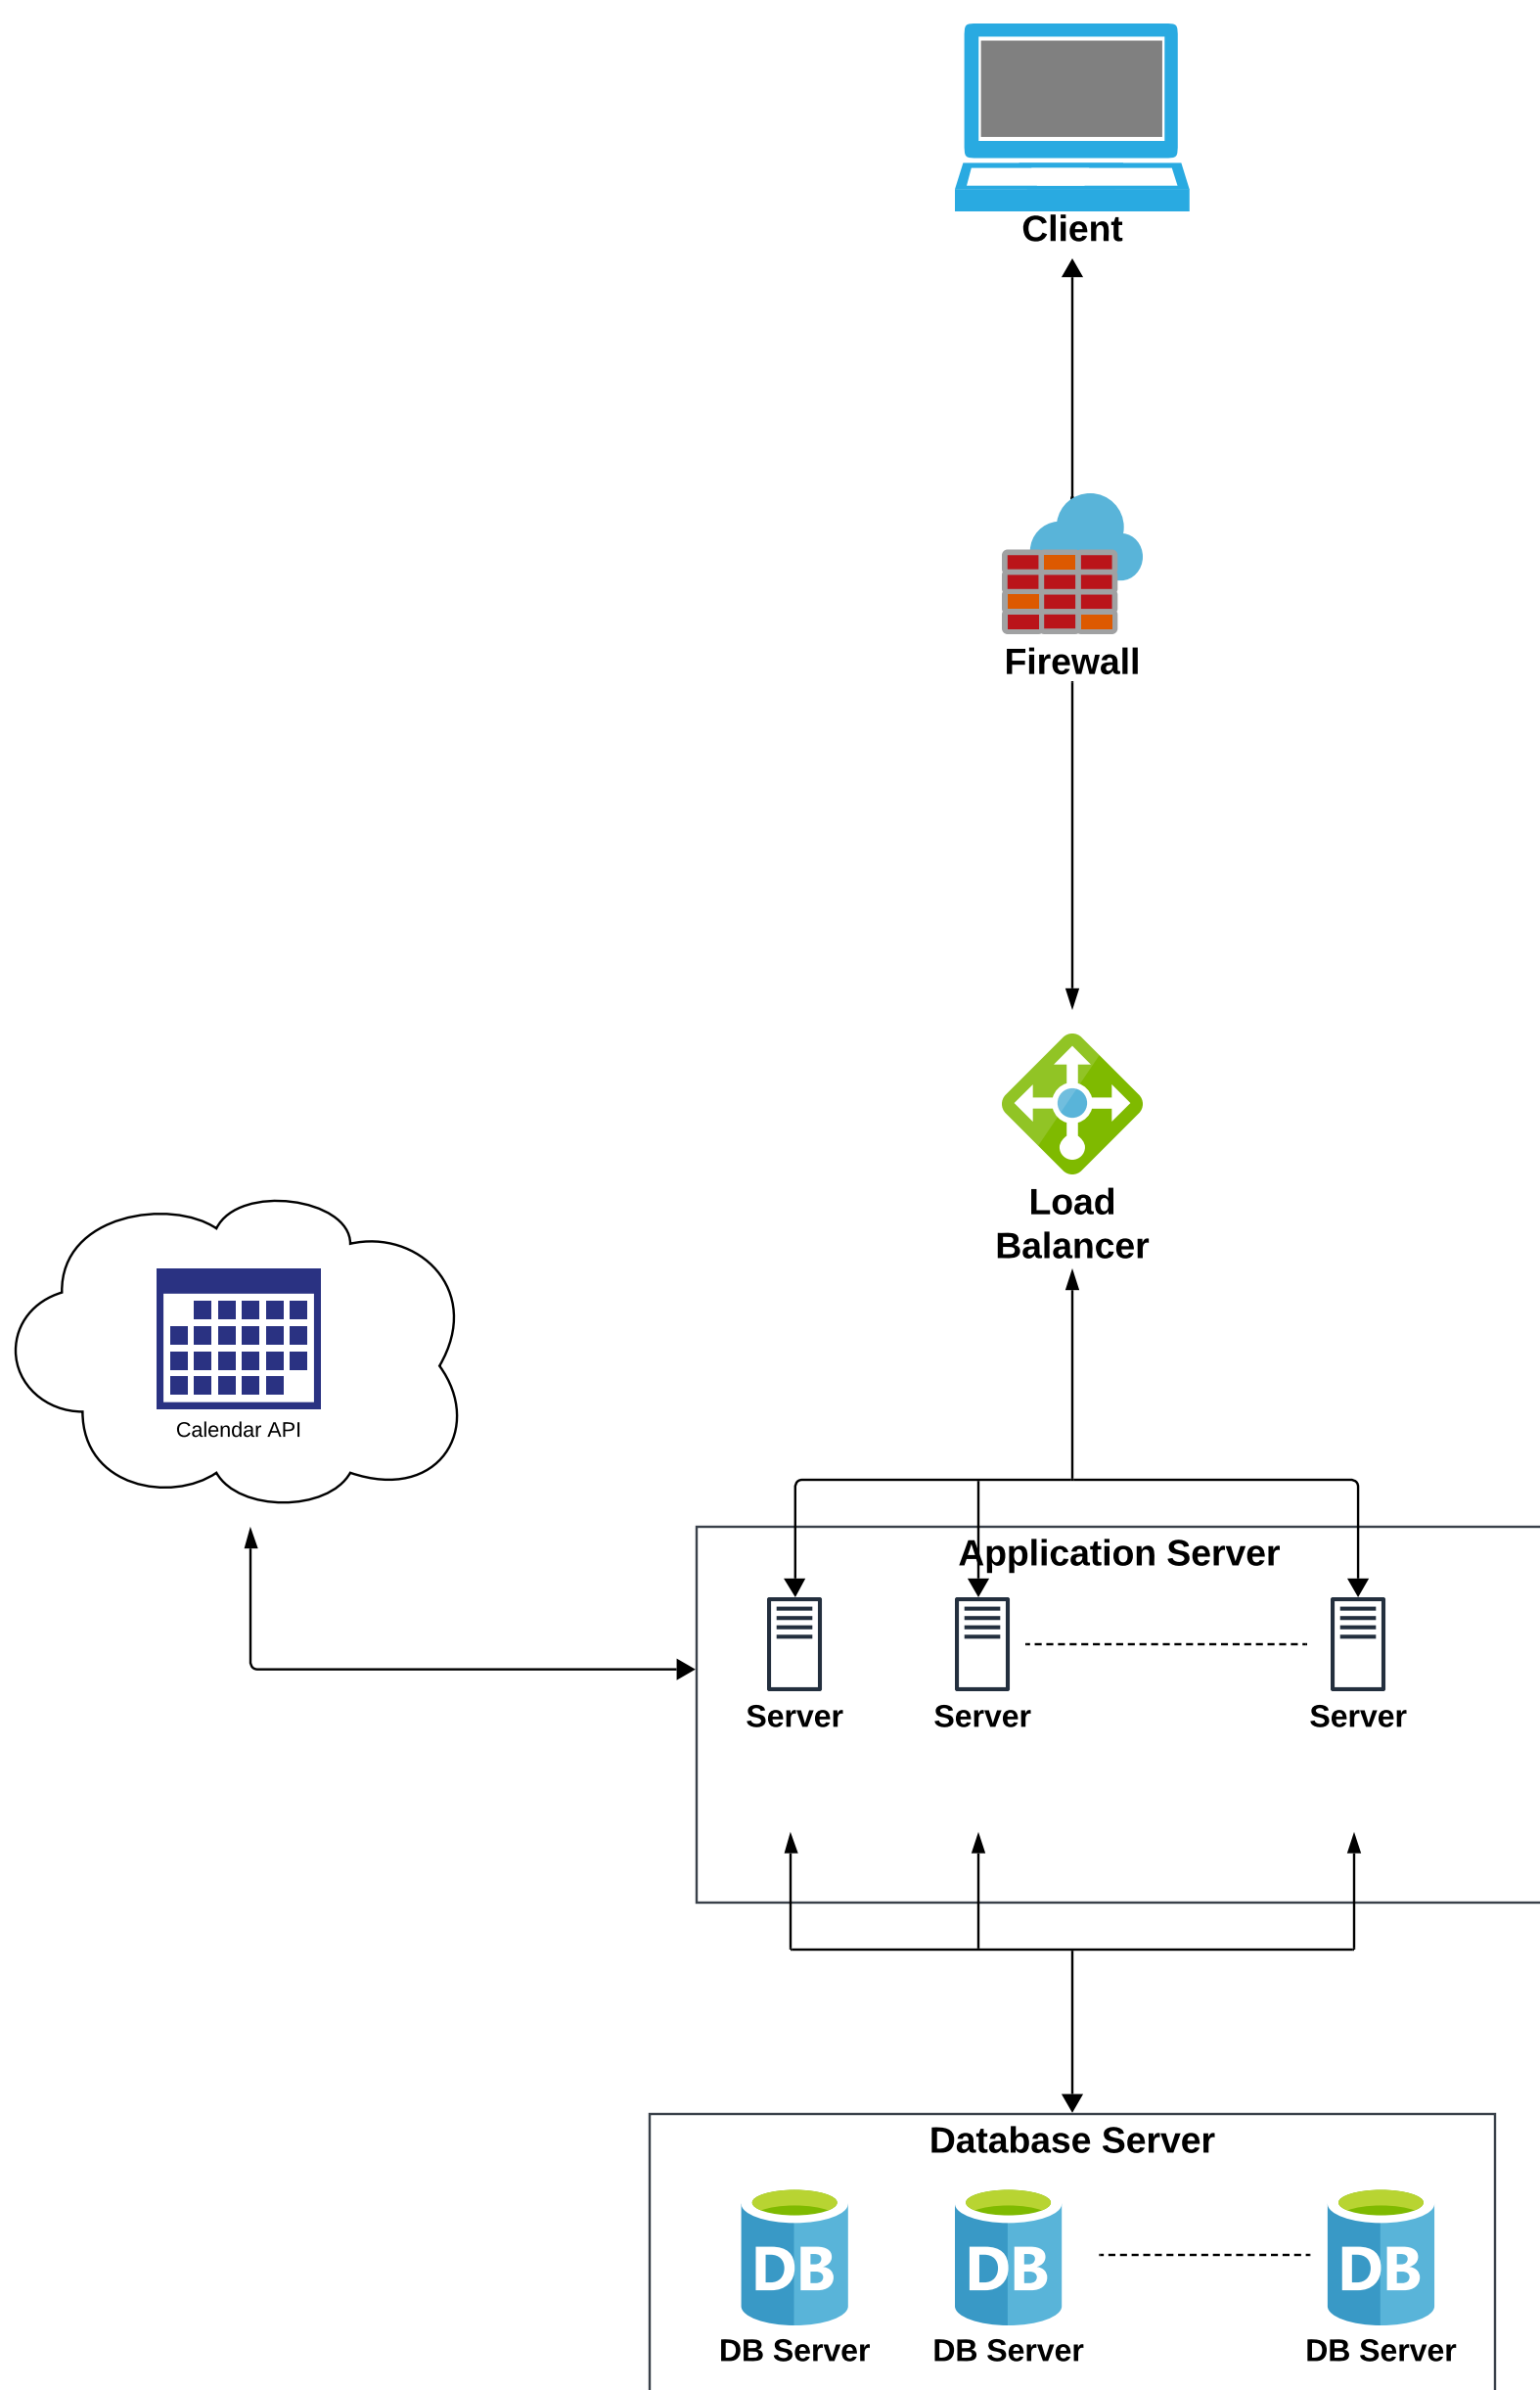 Client
Firewall
Load
Balancer
Calendar API
Application Server
Server
Server
Server
Database Server
DB
DB
DB
DB Server
DB Server
DB Server